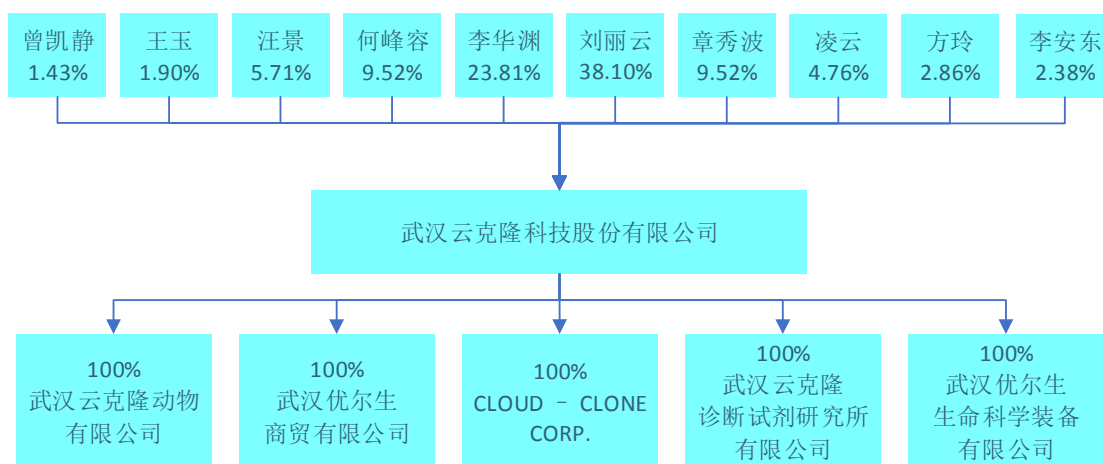 曾凯静
1.43%
王玉
1.90%
汪景
5.71%
何峰容
9.52%
李华渊
23.81%
刘丽云
38.10%
章秀波
9.52%
凌云
4.76%
方玲
2.86%
李安东
2.38%
武汉云克隆科技股份有限公司
100%
武汉云克隆动物
有限公司
100%
武汉优尔生
商贸有限公司
100%
CLOUD – CLONE
CORP.
100%
武汉云克隆
诊断试剂研究所
有限公司
100%
武汉优尔生
生命科学装备
有限公司